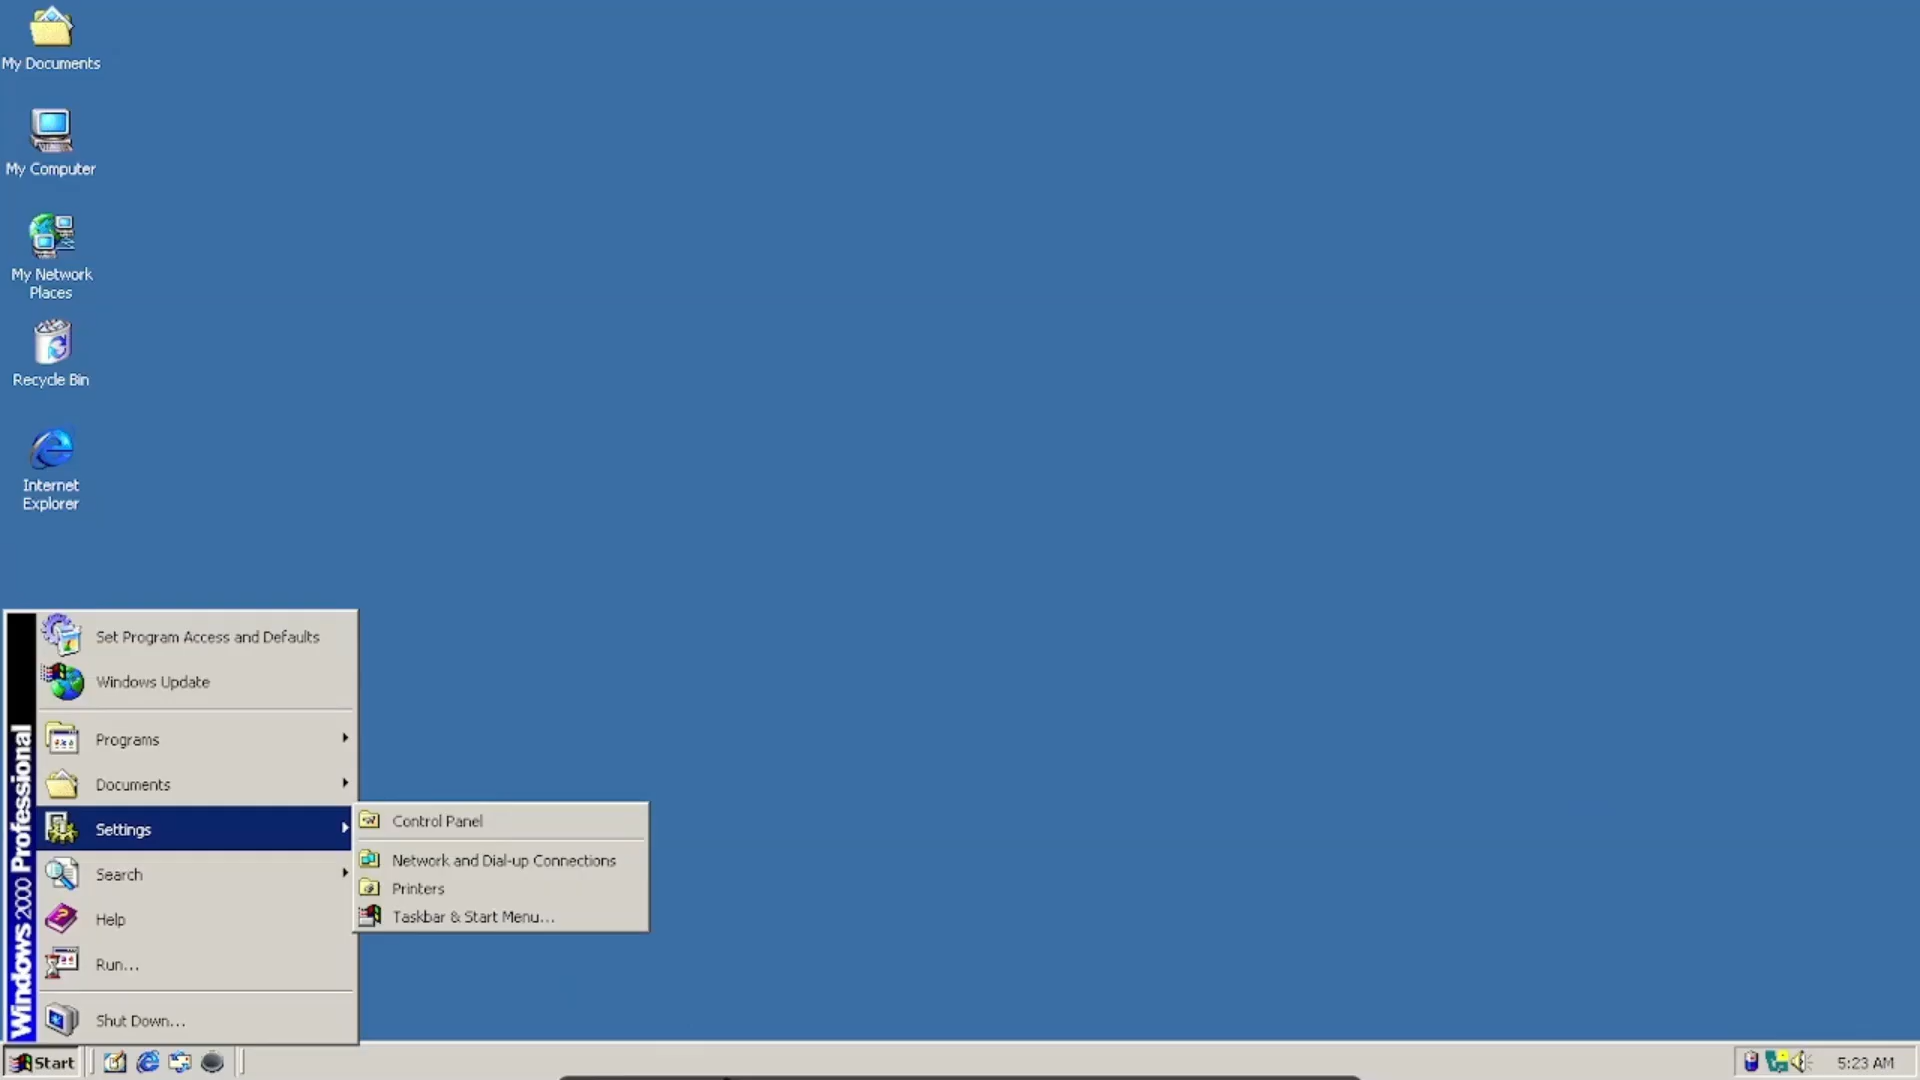 My Documents
My Computer
My Network
Places
Recycle Bin
Internet
Explorer
Set Program Access and Defaults
Windows Update
Programs
Documents
Settings
Search
Help
Run...
Shut Down...
Windows 2000 Professional
Control Panel
Network and Dial-up Connections
Printers
Taskbar & Start Menu...
Start
5:23 AM